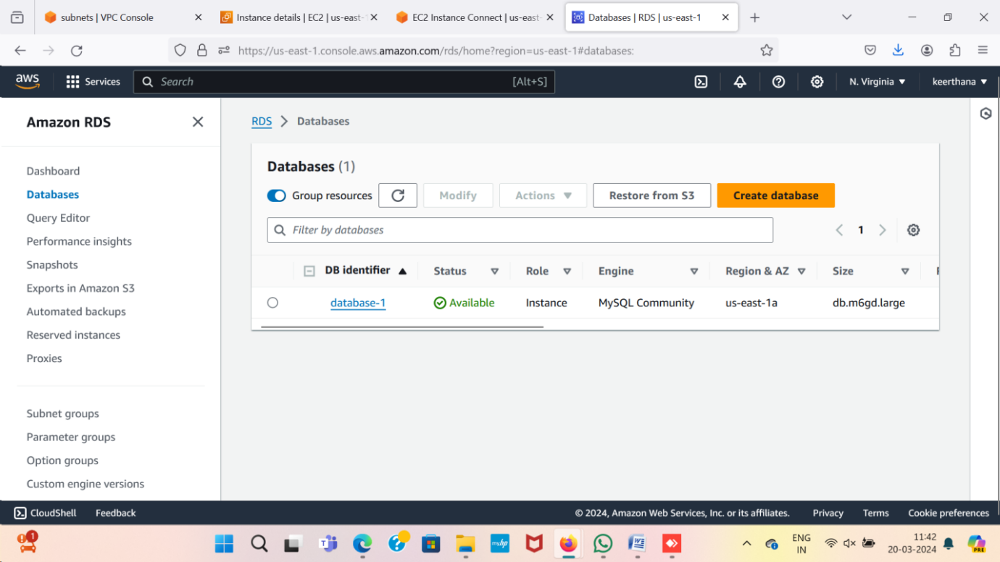 subnets | VPC Console
Instance details | EC2 | us-east-1
EC2 Instance Connect | us-east-
Databases | RDS | us-east-1
https://us-east-1.console.aws.amazon.com/rds/home?region=us-east-1#databases:
aws
Services
Search
[Alt+S]
N. Virginia
keerthana
Amazon RDS
Dashboard
Databases
Query Editor
Performance insights
Snapshots
Exports in Amazon S3
Automated backups
Reserved instances
Proxies
Subnet groups
Parameter groups
Option groups
Custom engine versions
RDS > Databases
Databases (1)
Group resources
Modify
Actions
Restore from S3
Create database
Filter by databases
1
DB identifier Status Role Engine Region & AZ Size
database-1 Available Instance MySQL Community us-east-1a db.m6gd.large
CloudShell
Feedback
© 2024, Amazon Web Services, Inc. or its affiliates.
Privacy
Terms
Cookie preferences
1
myhp
ENG
IN
11:42
20-03-2024
PRE